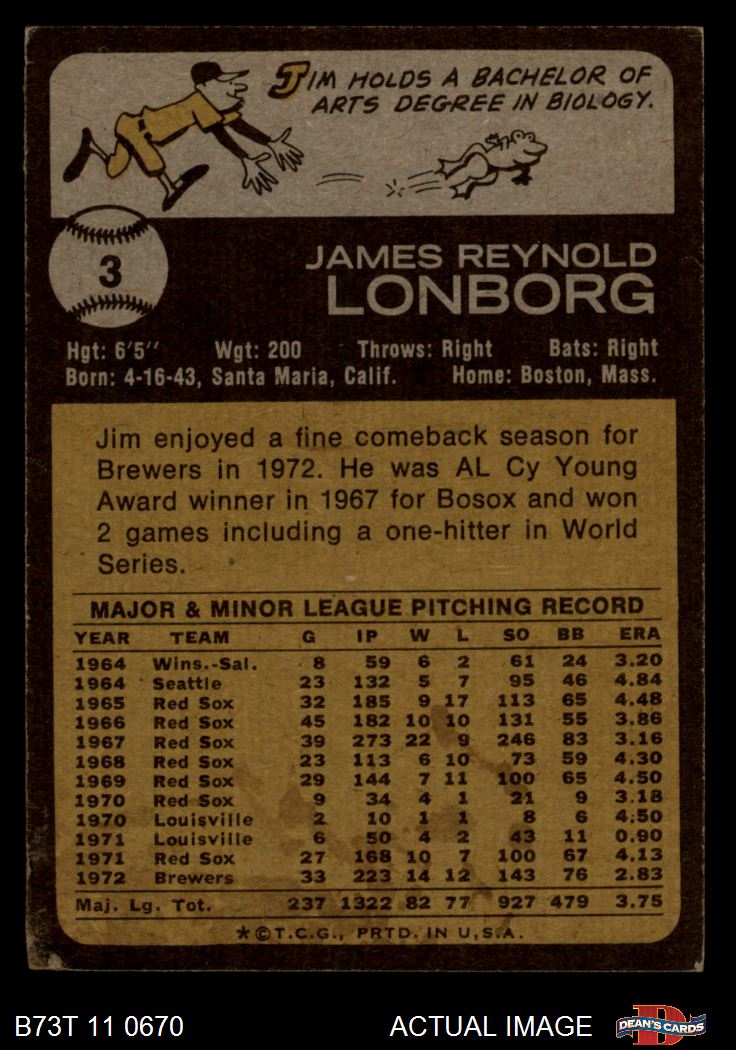 JIM HOLDS A BACHELOR OF
ARTS DEGREE IN BIOLOGY.
3
JAMES REYNOLD
LONBORG
Hgt: 6'5" Wgt: 200 Throws: Right Bats: Right
Born: 4-16-43, Santa Maria, Calif. Home: Boston, Mass.
Jim enjoyed a fine comeback season for
Brewers in 1972. He was AL Cy Young
Award winner in 1967 for Bosox and won
2 games including a one-hitter in World
Series.
MAJOR & MINOR LEAGUE PITCHING RECORD
YEAR TEAM G IP W L SO BB ERA
1964 Wins.-Sal. 8 59 6 2 61 24 3.20
1964 Seattle 23 132 5 7 95 46 4.84
1965 Red Sox 32 185 9 17 113 65 4.48
1966 Red Sox 45 182 10 10 131 55 3.86
1967 Red Sox 39 273 22 9 246 83 3.16
1968 Red Sox 23 113 6 10 73 59 4.30
1969 Red Sox 29 144 7 11 100 65 4.50
1970 Red Sox 9 34 4 1 21 9 3.18
1970 Louisville 2 10 1 1 8 6 4.50
1971 Louisville 6 50 4 2 43 11 0.90
1971 Red Sox 27 168 10 7 100 67 4.13
1972 Brewers 33 223 14 12 143 76 2.83
Maj. Lg. Tot. 237 1322 82 77 927 479 3.75
★©T.C.G., PRTD. IN U.S.A.
B73T 11 0670 ACTUAL IMAGE DEAN'S CARDS